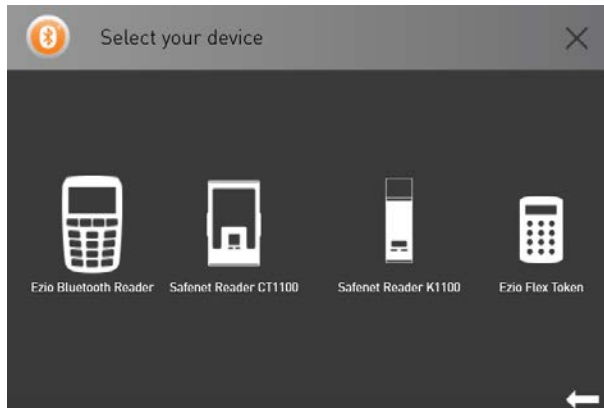 Select your device
Ezio Bluetooth Reader
Safenet Reader CT1100
Safenet Reader K1100
Ezio Flex Token